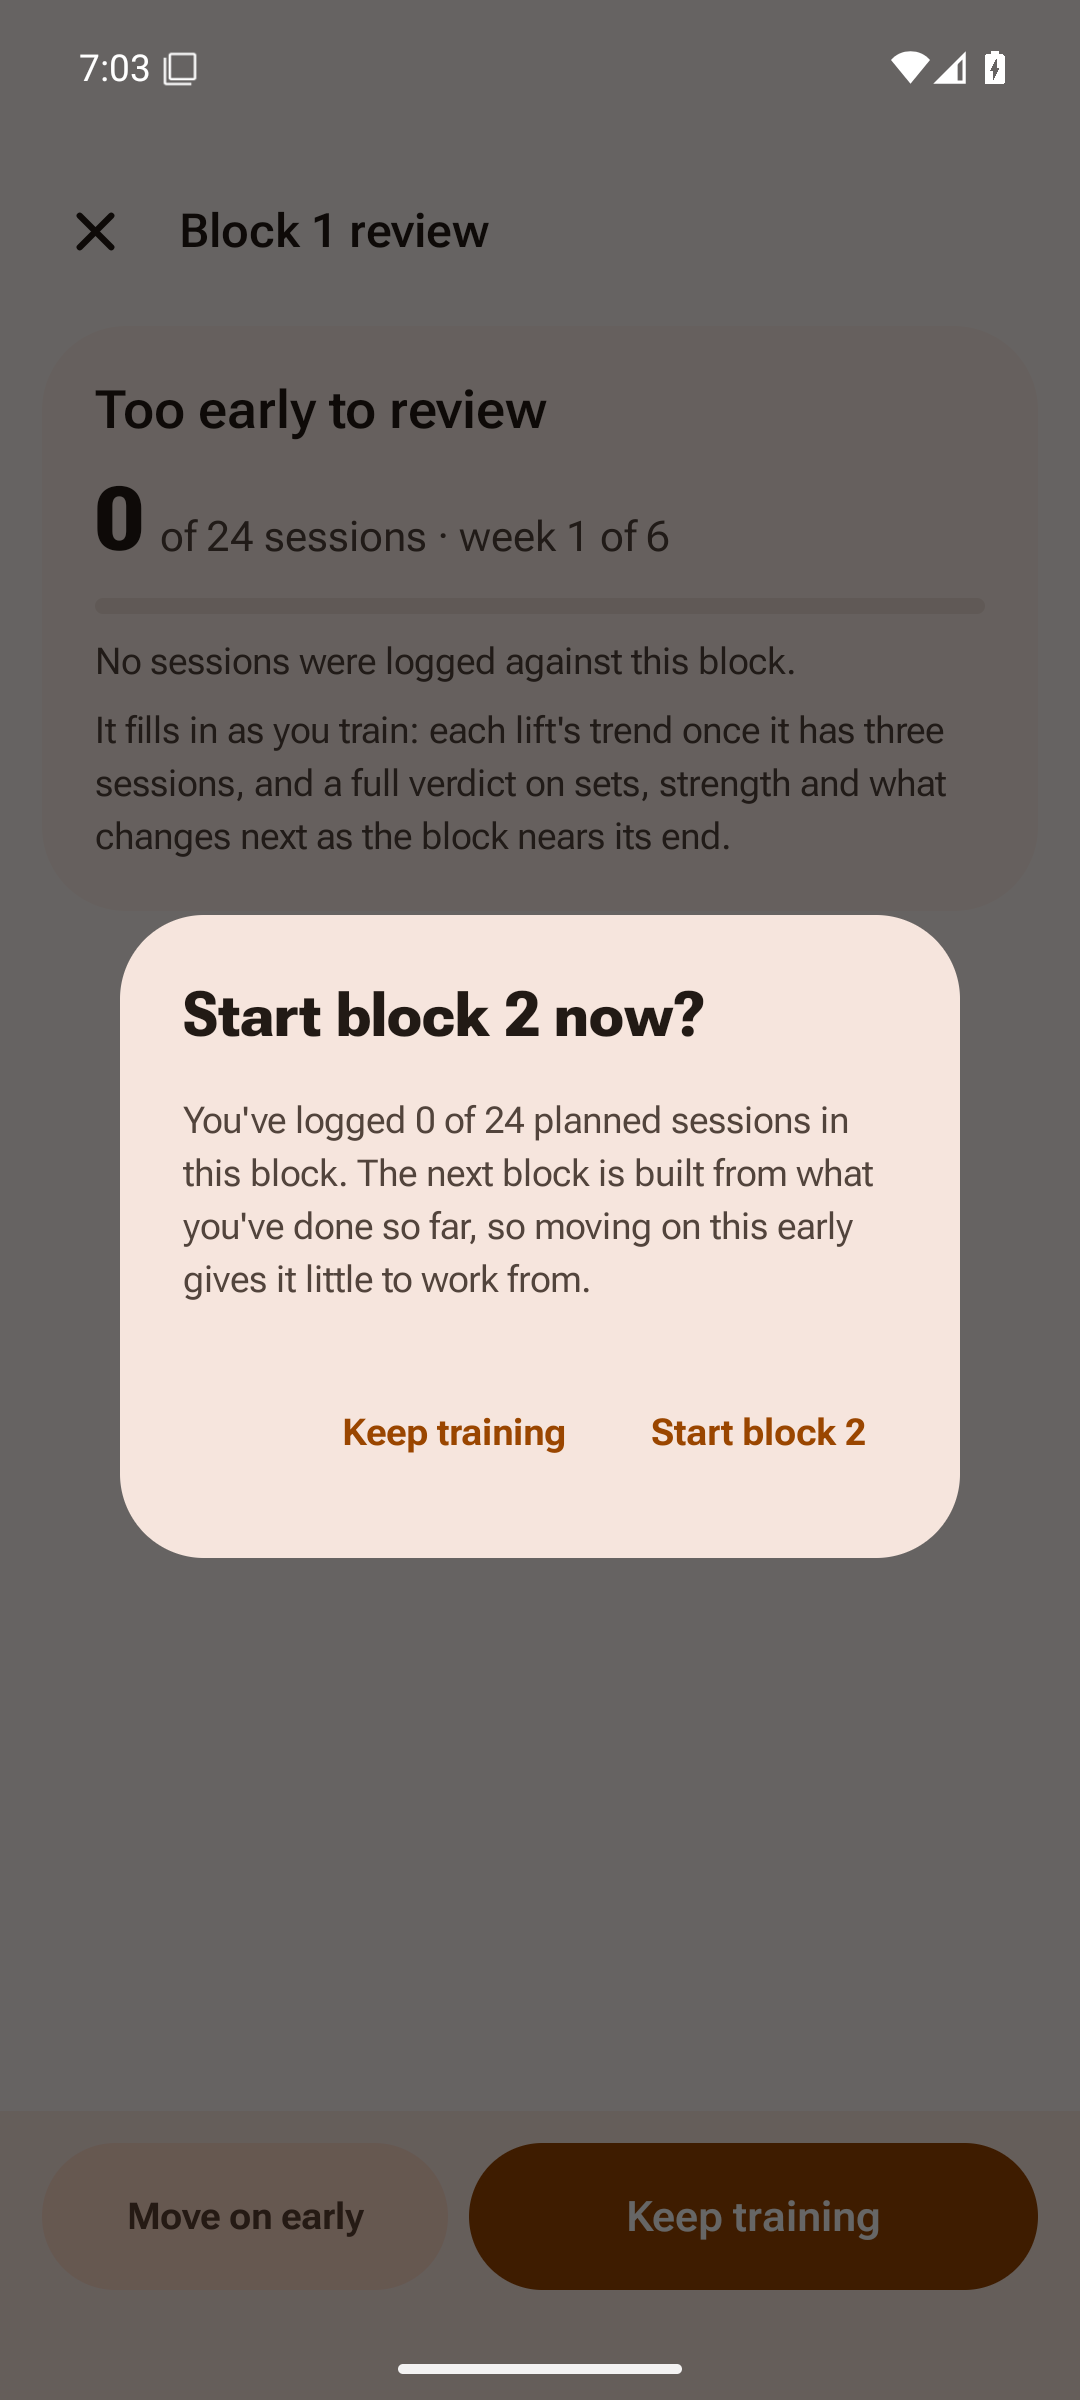 7:03
Block 1 review
Too early to review
0 of 24 sessions · week 1 of 6
No sessions were logged against this block.
It fills in as you train: each lift's trend once it has three
sessions, and a full verdict on sets, strength and what
changes next as the block nears its end.
Start block 2 now?
You've logged 0 of 24 planned sessions in
this block. The next block is built from what
you've done so far, so moving on this early
gives it little to work from.
Keep training
Start block 2
Move on early
Keep training